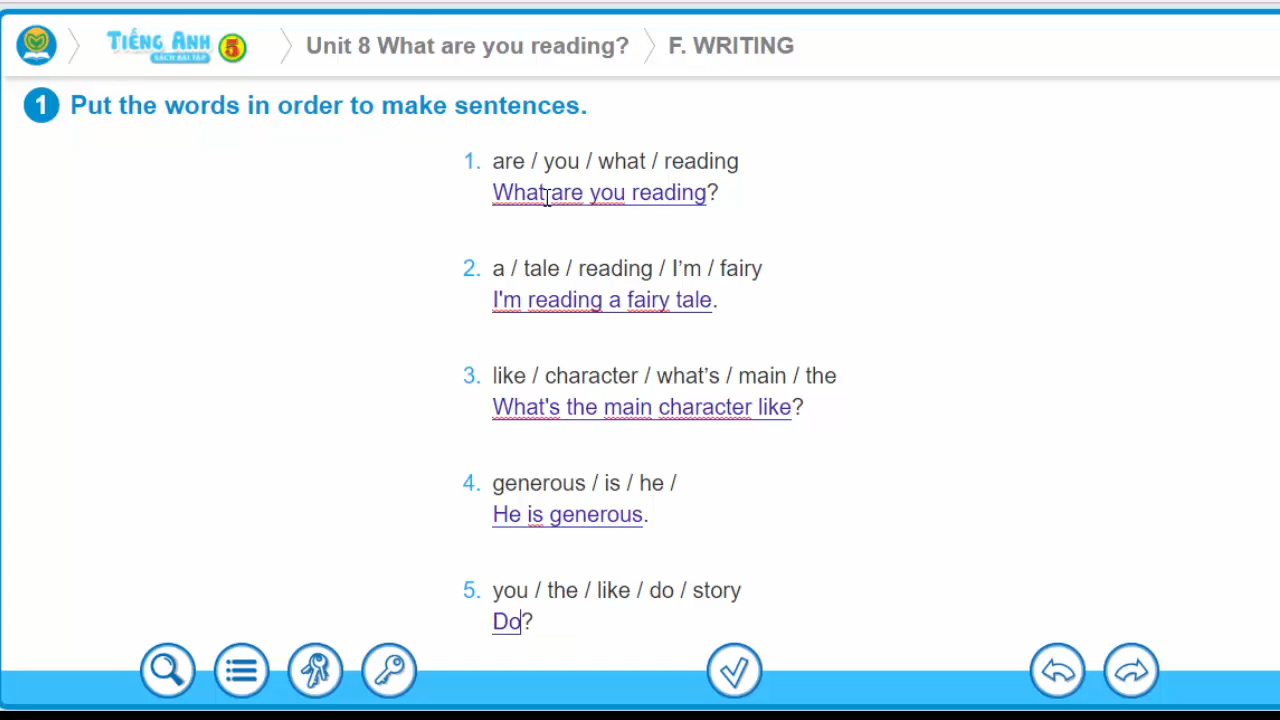 TIẾNG ANH 5
SÁCH BÀI TẬP
Unit 8 What are you reading?
F. WRITING
1 Put the words in order to make sentences.
1. are / you / what / reading
What are you reading?
2. a / tale / reading / I’m / fairy
I'm reading a fairy tale.
3. like / character / what’s / main / the
What's the main character like?
4. generous / is / he /
He is generous.
5. you / the / like / do / story
Do?